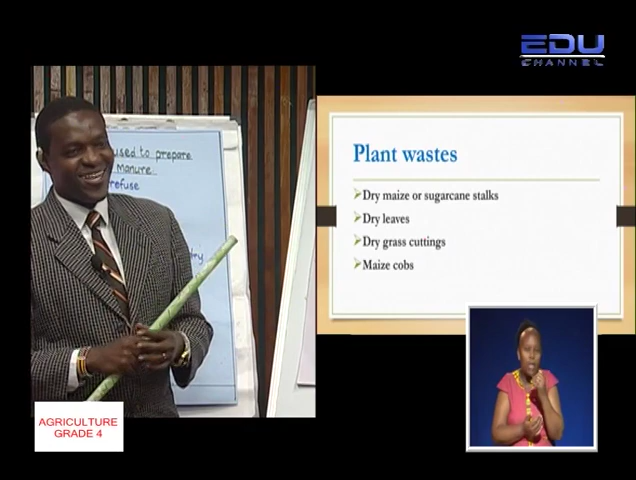 EDU
CHANNEL
used to prepare
manure
refuse
Plant wastes
Dry maize or sugarcane stalks
Dry leaves
Dry grass cuttings
Maize cobs
AGRICULTURE
GRADE 4